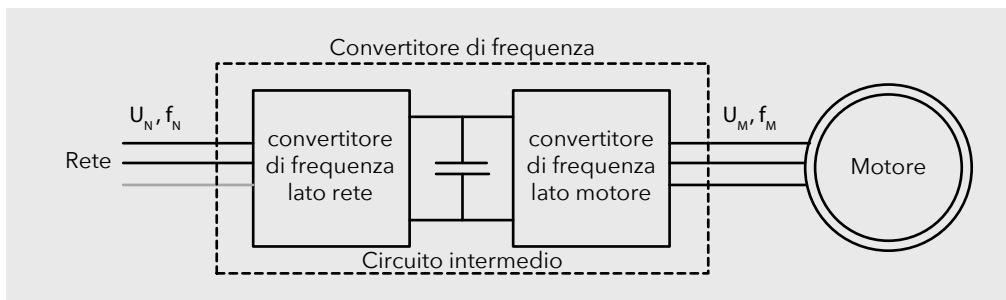 Convertitore di frequenza
U_N, f_N
Rete
convertitore
di frequenza
lato rete
convertitore
di frequenza
lato motore
U_M, f_M
Motore
Circuito intermedio